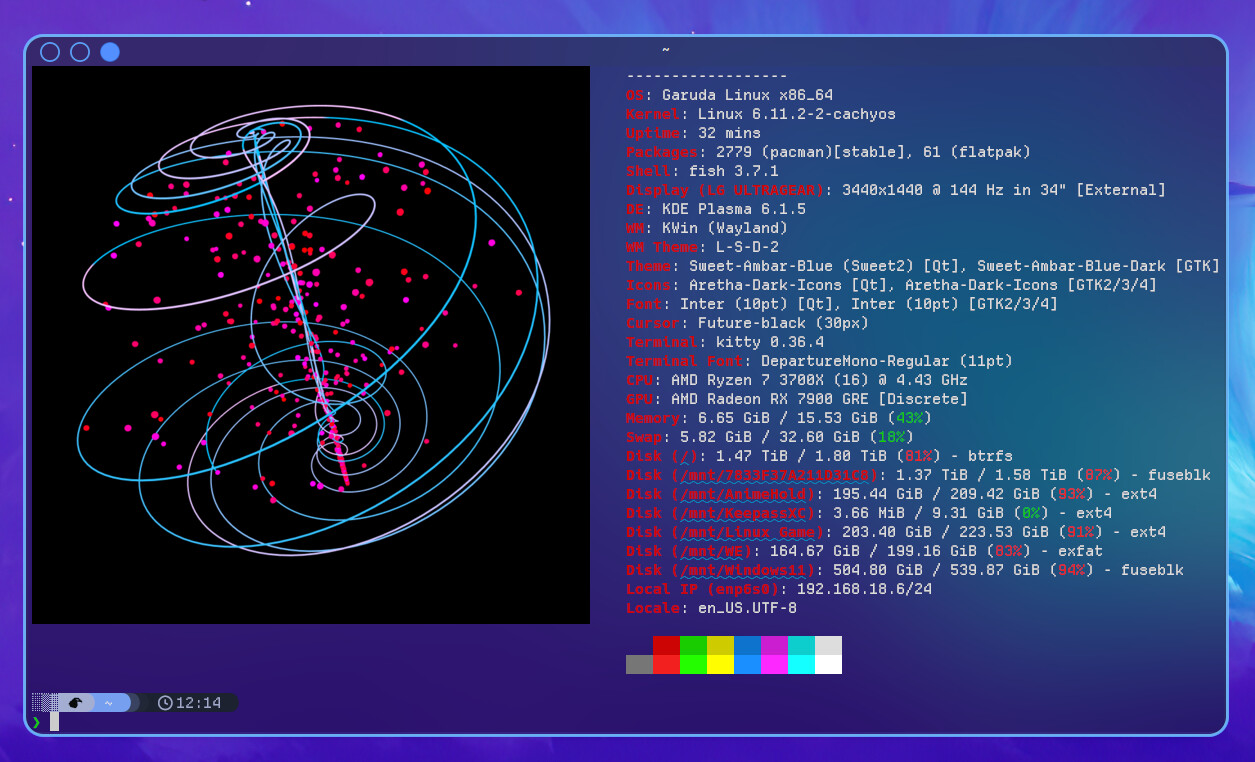 ~
------------------
OS: Garuda Linux x86_64
Kernel: Linux 6.11.2-2-cachyos
Uptime: 32 mins
Packages: 2779 (pacman)[stable], 61 (flatpak)
Shell: fish 3.7.1
Display (LG ULTRAGEAR): 3440x1440 @ 144 Hz in 34" [External]
DE: KDE Plasma 6.1.5
WM: KWin (Wayland)
WM Theme: L-S-D-2
Theme: Sweet-Ambar-Blue (Sweet2) [Qt], Sweet-Ambar-Blue-Dark [GTK]
Icons: Aretha-Dark-Icons [Qt], Aretha-Dark-Icons [GTK2/3/4]
Font: Inter (10pt) [Qt], Inter (10pt) [GTK2/3/4]
Cursor: Future-black (30px)
Terminal: kitty 0.36.4
Terminal Font: DepartureMono-Regular (11pt)
CPU: AMD Ryzen 7 3700X (16) @ 4.43 GHz
GPU: AMD Radeon RX 7900 GRE [Discrete]
Memory: 6.65 GiB / 15.53 GiB (43%)
Swap: 5.82 GiB / 32.60 GiB (18%)
Disk (/): 1.47 TiB / 1.80 TiB (81%) - btrfs
Disk : 1.37 TiB / 1.58 TiB (87%) - fuseblk
Disk (/mnt/AnimeHold): 195.44 GiB / 209.42 GiB (93%) - ext4
Disk (/mnt/KeepassXC): 3.66 MiB / 9.31 GiB (0%) - ext4
Disk (/mnt/Linux Game): 203.40 GiB / 223.53 GiB (91%) - ext4
Disk (/mnt/WE): 164.67 GiB / 199.16 GiB (83%) - exfat
Disk (/mnt/Windows11): 504.80 GiB / 539.87 GiB (94%) - fuseblk
Local IP (enp6s0): 192.168.18.6/24
Locale: en_US.UTF-8
~ 12:14
❯